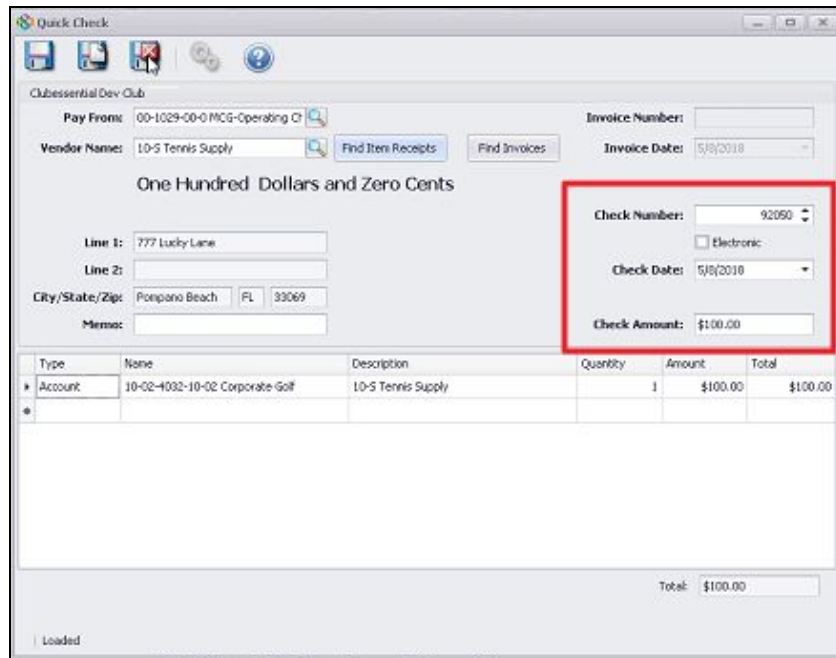 Quick Check
Clubessential Dev Club
Pay From: 00-1029-00-0 MCG-Operating Ch Invoice Number:
Vendor Name: 10-S Tennis Supply Find Item Receipts Find Invoices Invoice Date: 5/8/2018
One Hundred Dollars and Zero Cents
Check Number: 92050
Line 1: 777 Lucky Lane Electronic
Line 2: Check Date: 5/8/2018
City/State/Zip: Pompano Beach FL 33069
Memo: Check Amount: $100.00
Type Name Description Quantity Amount Total
Account 10-02-4032-10-02 Corporate Golf 10-S Tennis Supply 1 $100.00 $100.00
Total: $100.00
Loaded